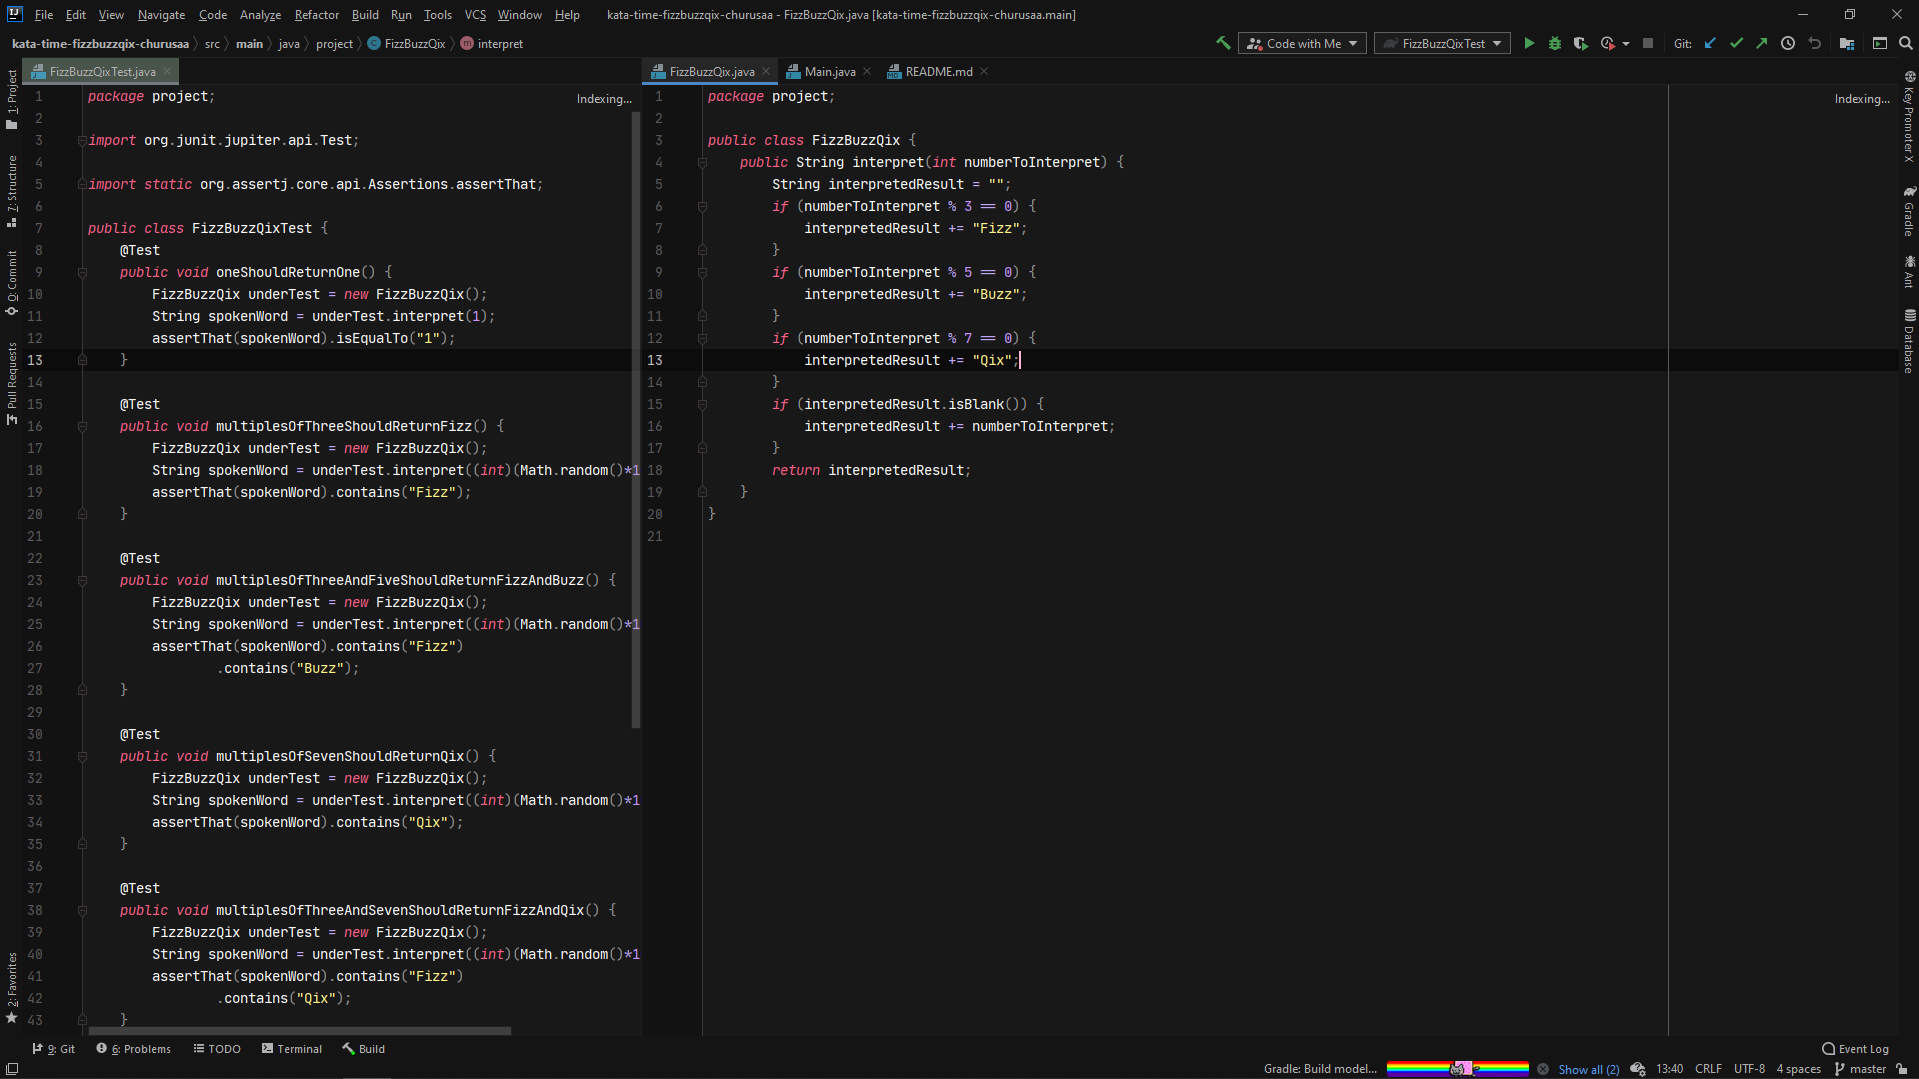 File Edit View Navigate Code Analyze Refactor Build Run Tools VCS Window Help kata-time-fizzbuzzqix-churusaa - FizzBuzzQix.java [kata-time-fizzbuzzqix-churusaa.main]
kata-time-fizzbuzzqix-churusaa src main java project FizzBuzzQix interpret Code with Me FizzBuzzQixTest Git:
FizzBuzzQixTest.java
1 package project;
2
3 import org.junit.jupiter.api.Test;
4
5 import static org.assertj.core.api.Assertions.assertThat;
6
7 public class FizzBuzzQixTest {
8 @Test
9 public void oneShouldReturnOne() {
10 FizzBuzzQix underTest = new FizzBuzzQix();
11 String spokenWord = underTest.interpret(1);
12 assertThat(spokenWord).isEqualTo("1");
13 }
14
15 @Test
16 public void multiplesOfThreeShouldReturnFizz() {
17 FizzBuzzQix underTest = new FizzBuzzQix();
18 String spokenWord = underTest.interpret((int)(Math.random()*1
19 assertThat(spokenWord).contains("Fizz");
20 }
21
22 @Test
23 public void multiplesOfThreeAndFiveShouldReturnFizzAndBuzz() {
24 FizzBuzzQix underTest = new FizzBuzzQix();
25 String spokenWord = underTest.interpret((int)(Math.random()*1
26 assertThat(spokenWord).contains("Fizz")
27 .contains("Buzz");
28 }
29
30 @Test
31 public void multiplesOfSevenShouldReturnQix() {
32 FizzBuzzQix underTest = new FizzBuzzQix();
33 String spokenWord = underTest.interpret((int)(Math.random()*1
34 assertThat(spokenWord).contains("Qix");
35 }
36
37 @Test
38 public void multiplesOfThreeAndSevenShouldReturnFizzAndQix() {
39 FizzBuzzQix underTest = new FizzBuzzQix();
40 String spokenWord = underTest.interpret((int)(Math.random()*1
41 assertThat(spokenWord).contains("Fizz")
42 .contains("Qix");
43 }
Indexing...
FizzBuzzQix.java Main.java README.md
1 package project;
2
3 public class FizzBuzzQix {
4 public String interpret(int numberToInterpret) {
5 String interpretedResult = "";
6 if (numberToInterpret % 3 == 0) {
7 interpretedResult += "Fizz";
8 }
9 if (numberToInterpret % 5 == 0) {
10 interpretedResult += "Buzz";
11 }
12 if (numberToInterpret % 7 == 0) {
13 interpretedResult += "Qix";
14 }
15 if (interpretedResult.isBlank()) {
16 interpretedResult += numberToInterpret;
17 }
18 return interpretedResult;
19 }
20 }
21
Indexing...
1: Project
7: Structure
0: Commit
Pull Requests
2: Favorites
Key Promoter X
Gradle
Ant
Database
9: Git 6: Problems TODO Terminal Build Event Log
Gradle: Build model... Show all (2) 13:40 CRLF UTF-8 4 spaces master